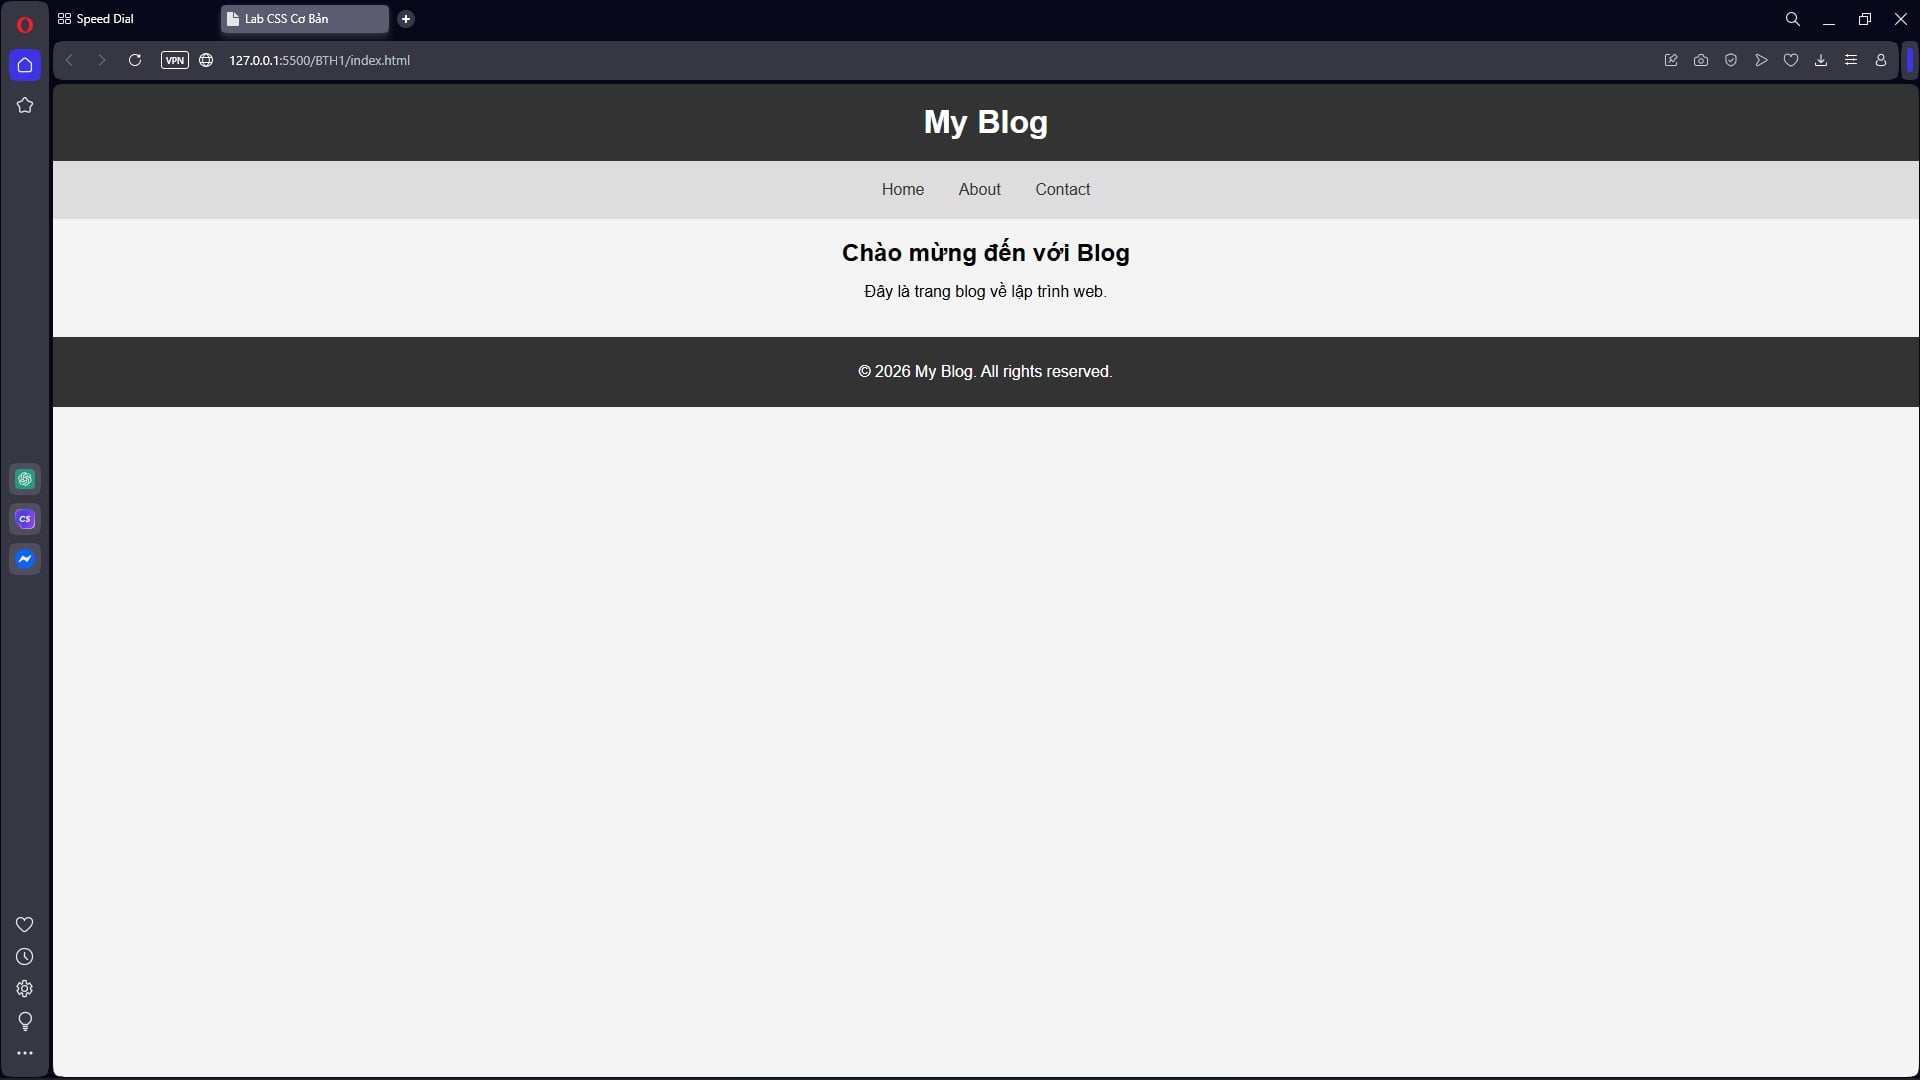 Speed Dial
Lab CSS Cơ Bản
VPN
127.0.0.1:5500/BTH1/index.html
My Blog
Home About Contact
Chào mừng đến với Blog
Đây là trang blog về lập trình web.
© 2026 My Blog. All rights reserved.
CS